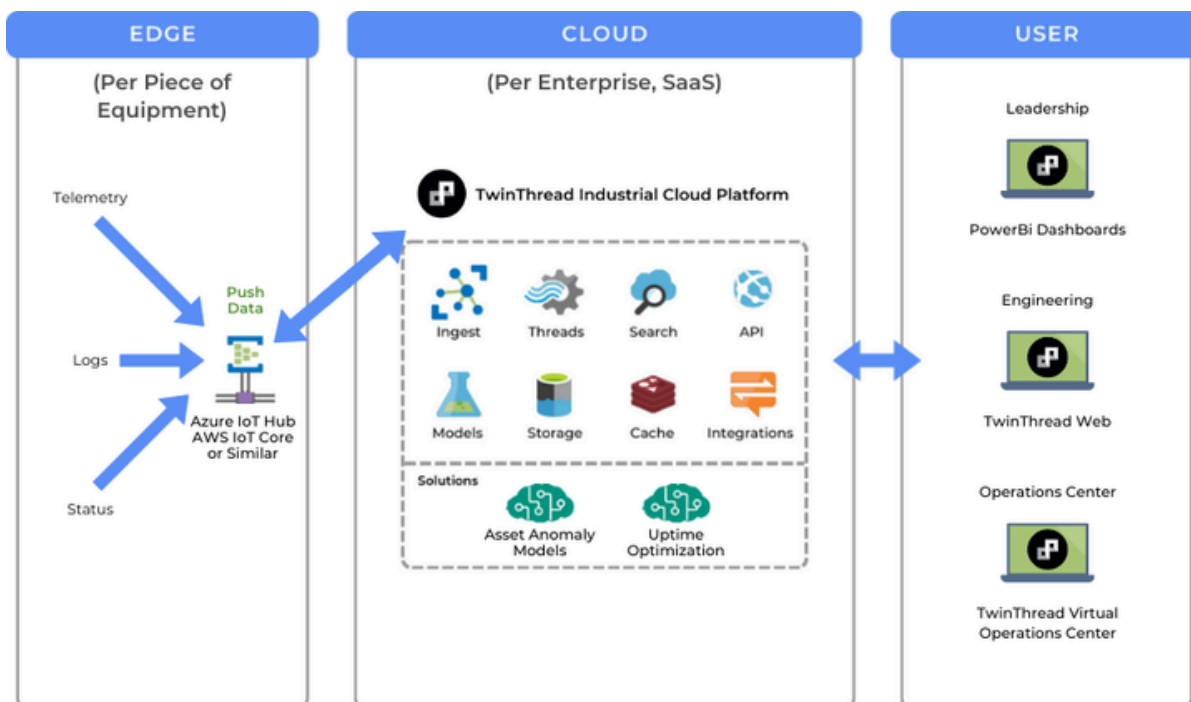 EDGE
(Per Piece of
Equipment)
Telemetry
Logs
Status
Push
Data
Azure IoT Hub
AWS IoT Core
or Similar
CLOUD
(Per Enterprise, SaaS)
TwinThread Industrial Cloud Platform
Ingest
Threads
Search
API
Models
Storage
Cache
Integrations
Solutions
Asset Anomaly
Models
Uptime
Optimization
USER
Leadership
PowerBi Dashboards
Engineering
TwinThread Web
Operations Center
TwinThread Virtual
Operations Center